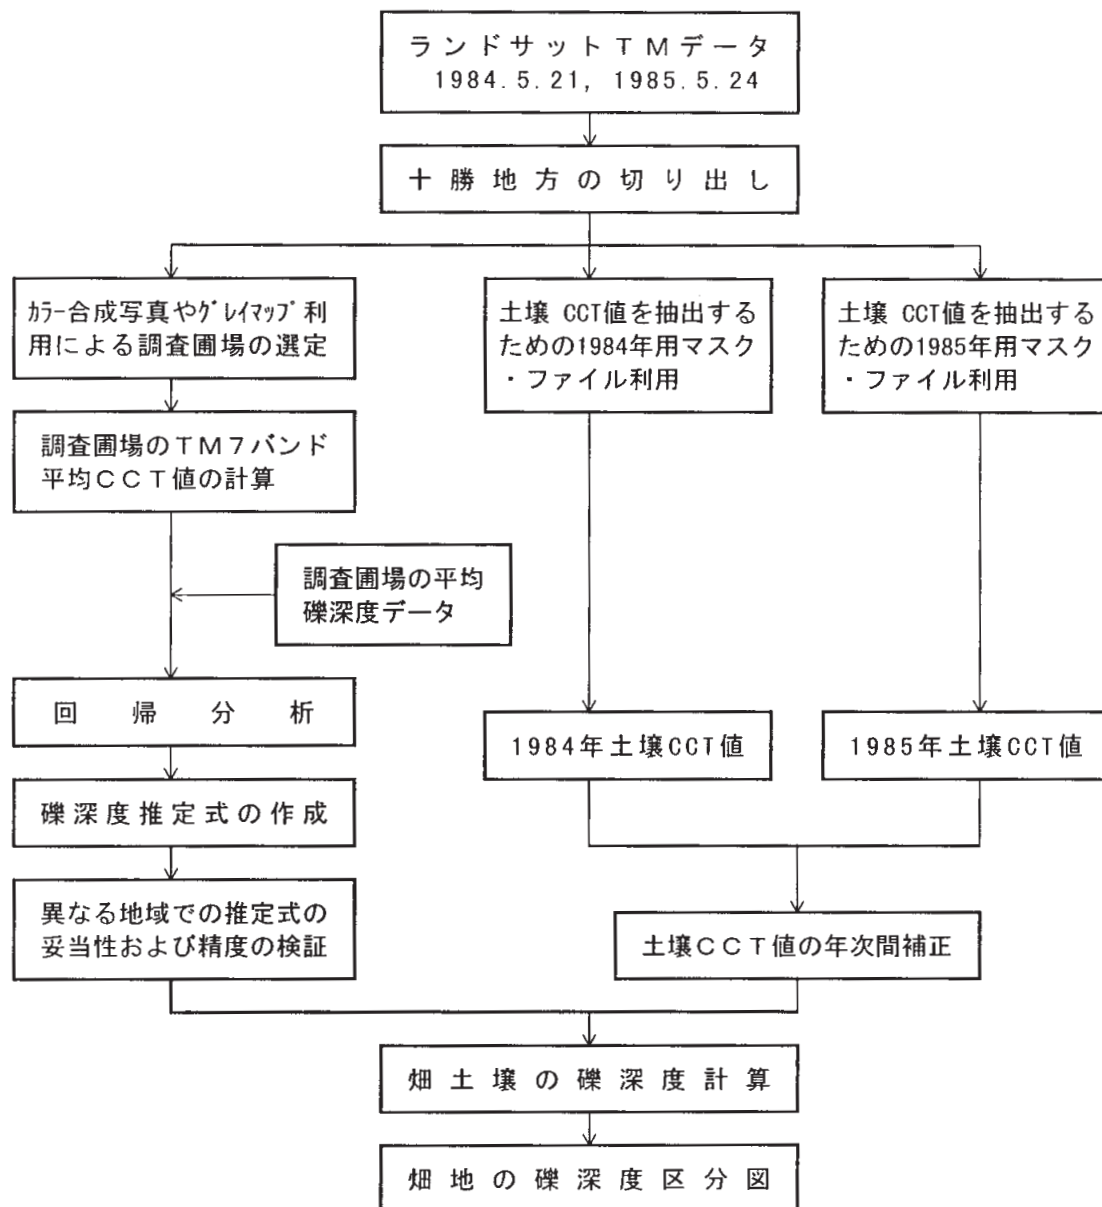 ランドサットTMデータ
1984.5.21, 1985.5.24
十勝地方の切り出し
カラー合成写真やグレイマップ利
用による調査圃場の選定
土壌 CCT値を抽出する
ための1984年用マスク
・ファイル利用
土壌 CCT値を抽出する
ための1985年用マスク
・ファイル利用
調査圃場のTM7バンド
平均CCT値の計算
調査圃場の平均
礫深度データ
回帰分析
1984年土壌CCT値
1985年土壌CCT値
礫深度推定式の作成
異なる地域での推定式の
妥当性および精度の検証
土壌CCT値の年次間補正
畑土壌の礫深度計算
畑地の礫深度区分図